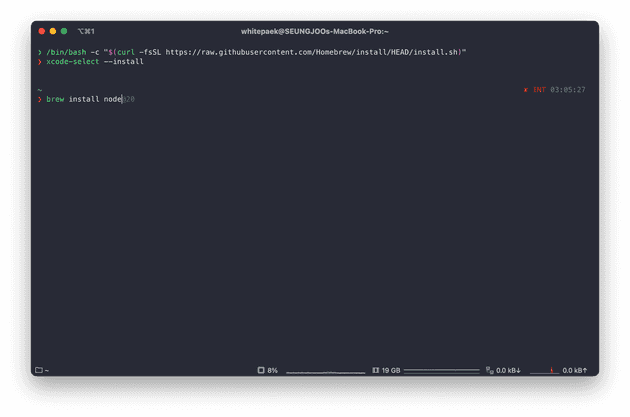 ⌥⌘1
whitepaek@SEUNGJOOs-MacBook-Pro:~
❯ /bin/bash -c "$(curl -fsSL https://raw.githubusercontent.com/Homebrew/install/HEAD/install.sh)"
❯ xcode-select --install
~
✘ INT 03:05:27
❯ brew install node@20
~ 8% 19 GB 0.0 kB↓ 0.0 kB↑